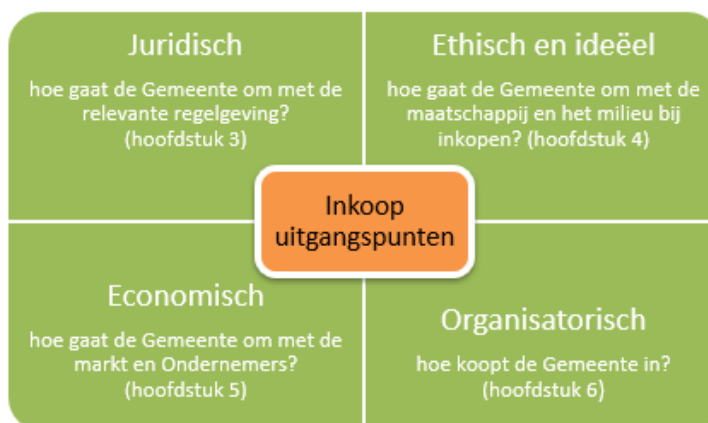 Juridisch
hoe gaat de Gemeente om met de
relevante regelgeving?
(hoofdstuk 3)
Ethisch en ideëel
hoe gaat de Gemeente om met de
maatschappij en het milieu bij
inkopen? (hoofdstuk 4)
Inkoop
uitgangspunten
Economisch
hoe gaat de Gemeente om met de
markt en Ondernemers?
(hoofdstuk 5)
Organisatorisch
hoe koopt de Gemeente in?
(hoofdstuk 6)